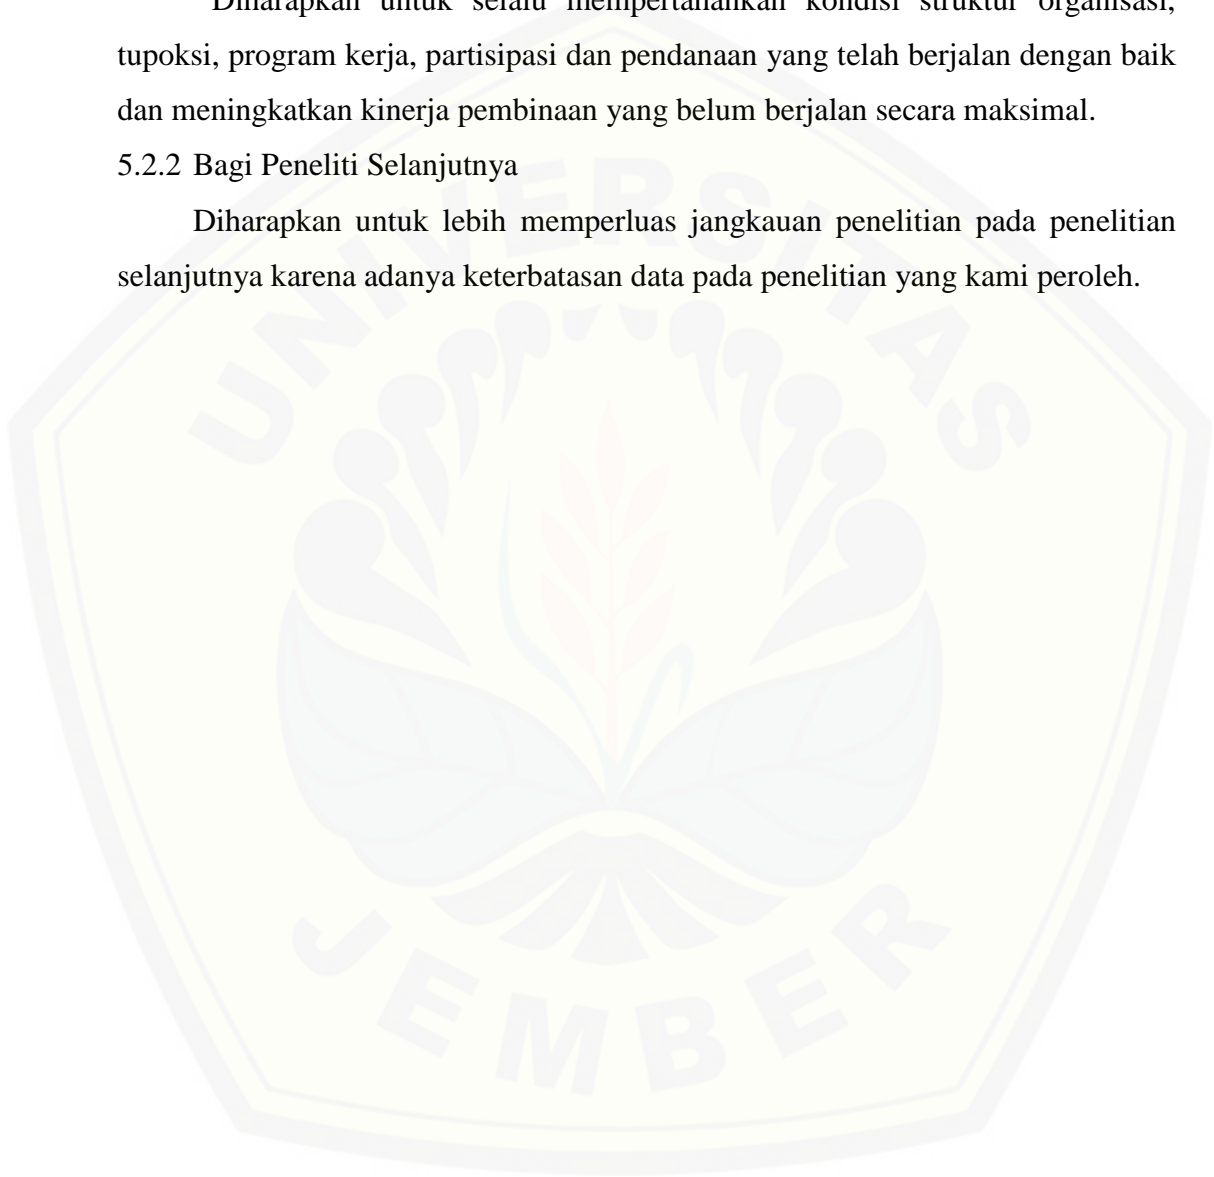 Diharapkan untuk selalu mempertahankan kondisi struktur organisasi,
tupoksi, program kerja, partisipasi dan pendanaan yang telah berjalan dengan baik
dan meningkatkan kinerja pembinaan yang belum berjalan secara maksimal.
5.2.2 Bagi Peneliti Selanjutnya
Diharapkan untuk lebih memperluas jangkauan penelitian pada penelitian
selanjutnya karena adanya keterbatasan data pada penelitian yang kami peroleh.
UNIVERSITAS
JEMBER